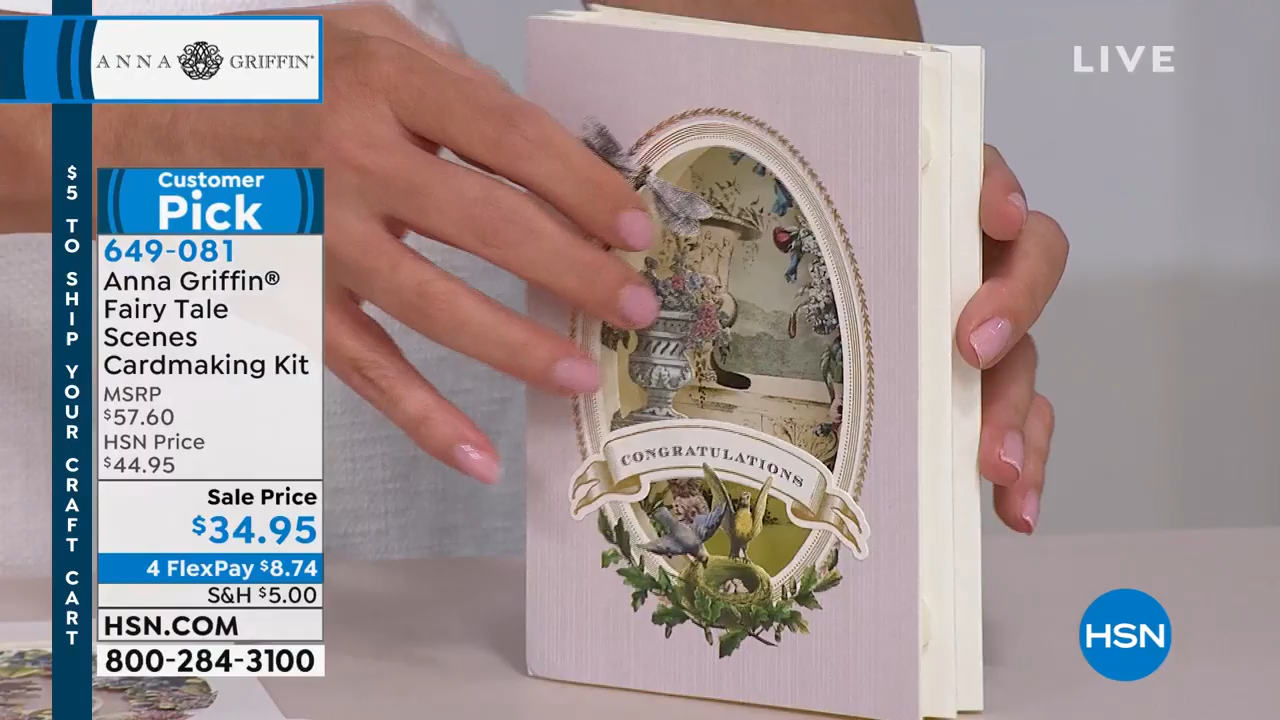 ANNA GRIFFIN®
LIVE
$5 TO SHIP YOUR CRAFT CART
Customer
Pick
649-081
Anna Griffin®
Fairy Tale
Scenes
Cardmaking Kit
MSRP
$57.60
HSN Price
$44.95
Sale Price
$34.95
4 FlexPay $8.74
S&H $5.00
HSN.COM
800-284-3100
CONGRATULATIONS
HSN